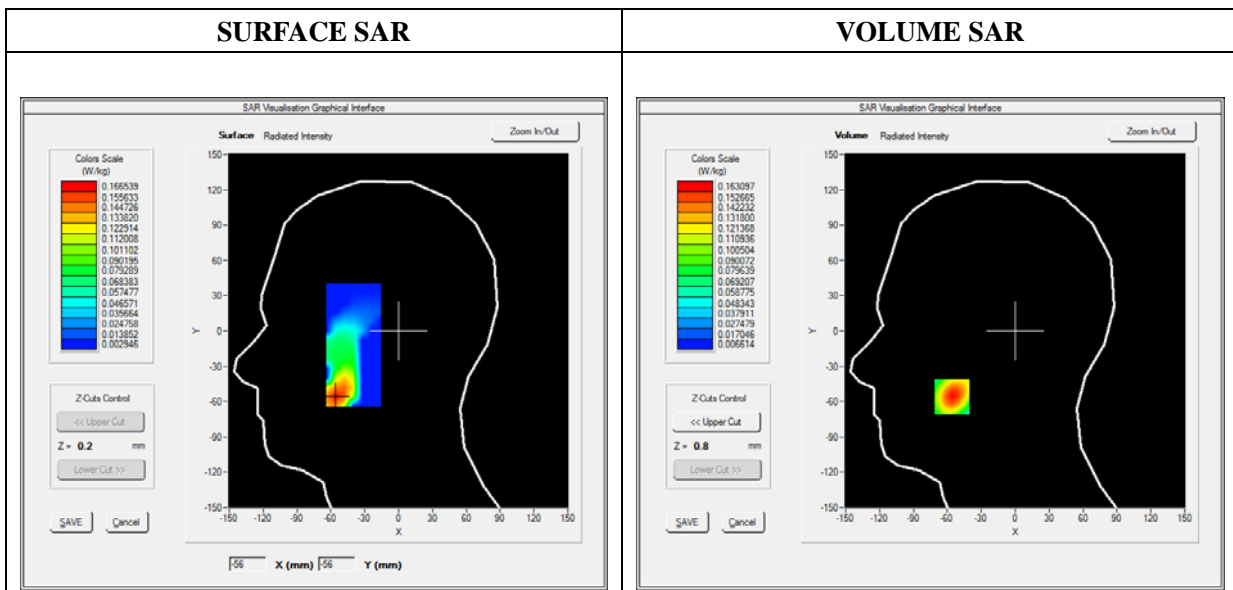 SURFACE SAR
VOLUME SAR
SAR Visualisation Graphical Interface
Surface Radiated Intensity
Zoom In/Out
Colors Scale
(W/kg)
0.166539
0.155633
0.144726
0.133820
0.122914
0.112008
0.101102
0.090195
0.079289
0.068383
0.057477
0.046571
0.035664
0.024758
0.013852
0.002946
150
120
90
60
30
0
-30
-60
-90
-120
-150
Y
-150 -120 -90 -60 -30 0 30 60 90 120 150
X
Z-Cuts Control
<< Upper Cut
Z = 0.2 mm
Lower Cut >>
SAVE Cancel
-56 X (mm) -56 Y (mm)
SAR Visualisation Graphical Interface
Volume Radiated Intensity
Zoom In/Out
Colors Scale
(W/kg)
0.163097
0.152665
0.142232
0.131800
0.121368
0.110936
0.100504
0.090072
0.079639
0.069207
0.058775
0.048343
0.037911
0.027479
0.017046
0.006614
150
120
90
60
30
0
-30
-60
-90
-120
-150
Y
-150 -120 -90 -60 -30 0 30 60 90 120 150
X
Z-Cuts Control
<< Upper Cut
Z = 0.8 mm
Lower Cut >>
SAVE Cancel